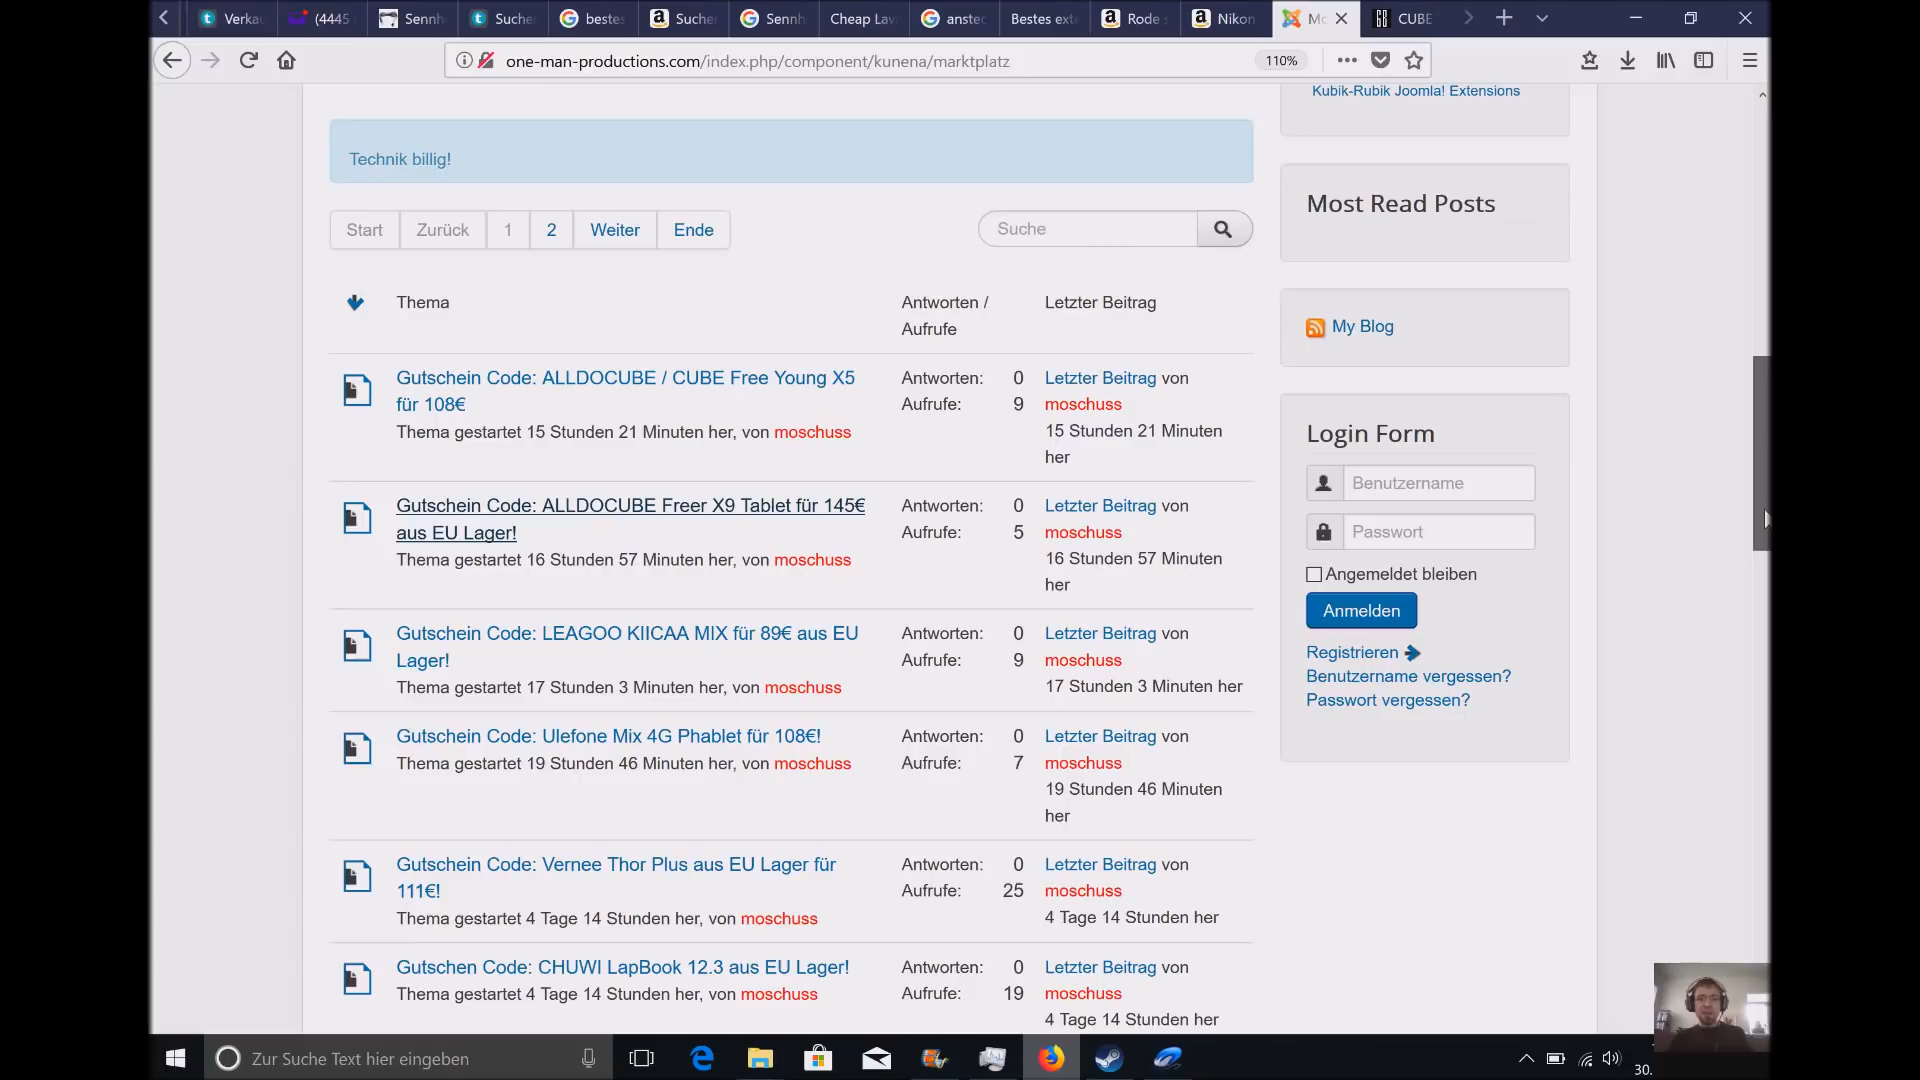 Verka
(4445
Sennh
Suche
bestes
Sucher
Sennh
Cheap Lav
anstec
Bestes ext
Rode
Nikon
Mc
CUBE
one-man-productions.com/index.php/component/kunena/marktplatz
110%
Kubik-Rubik Joomla! Extensions
Technik billig!
Most Read Posts
Start Zurück 1 2 Weiter Ende
Suche
My Blog
Thema
Antworten /
Aufrufe
Letzter Beitrag
Gutschein Code: ALLDOCUBE / CUBE Free Young X5
für 108€
Thema gestartet 15 Stunden 21 Minuten her, von moschuss
Antworten: 0
Aufrufe: 9
Letzter Beitrag von
moschuss
15 Stunden 21 Minuten
her
Gutschein Code: ALLDOCUBE Freer X9 Tablet für 145€
aus EU Lager!
Thema gestartet 16 Stunden 57 Minuten her, von moschuss
Antworten: 0
Aufrufe: 5
Letzter Beitrag von
moschuss
16 Stunden 57 Minuten
her
Gutschein Code: LEAGOO KIICAA MIX für 89€ aus EU
Lager!
Thema gestartet 17 Stunden 3 Minuten her, von moschuss
Antworten: 0
Aufrufe: 9
Letzter Beitrag von
moschuss
17 Stunden 3 Minuten her
Gutschein Code: Ulefone Mix 4G Phablet für 108€!
Thema gestartet 19 Stunden 46 Minuten her, von moschuss
Antworten: 0
Aufrufe: 7
Letzter Beitrag von
moschuss
19 Stunden 46 Minuten
her
Gutschein Code: Vernee Thor Plus aus EU Lager für
111€!
Thema gestartet 4 Tage 14 Stunden her, von moschuss
Antworten: 0
Aufrufe: 25
Letzter Beitrag von
moschuss
4 Tage 14 Stunden her
Gutschen Code: CHUWI LapBook 12.3 aus EU Lager!
Thema gestartet 4 Tage 14 Stunden her, von moschuss
Antworten: 0
Aufrufe: 19
Letzter Beitrag von
moschuss
4 Tage 14 Stunden her
Login Form
Benutzername
Passwort
Angemeldet bleiben
Anmelden
Registrieren
Benutzername vergessen?
Passwort vergessen?
Zur Suche Text hier eingeben
30.